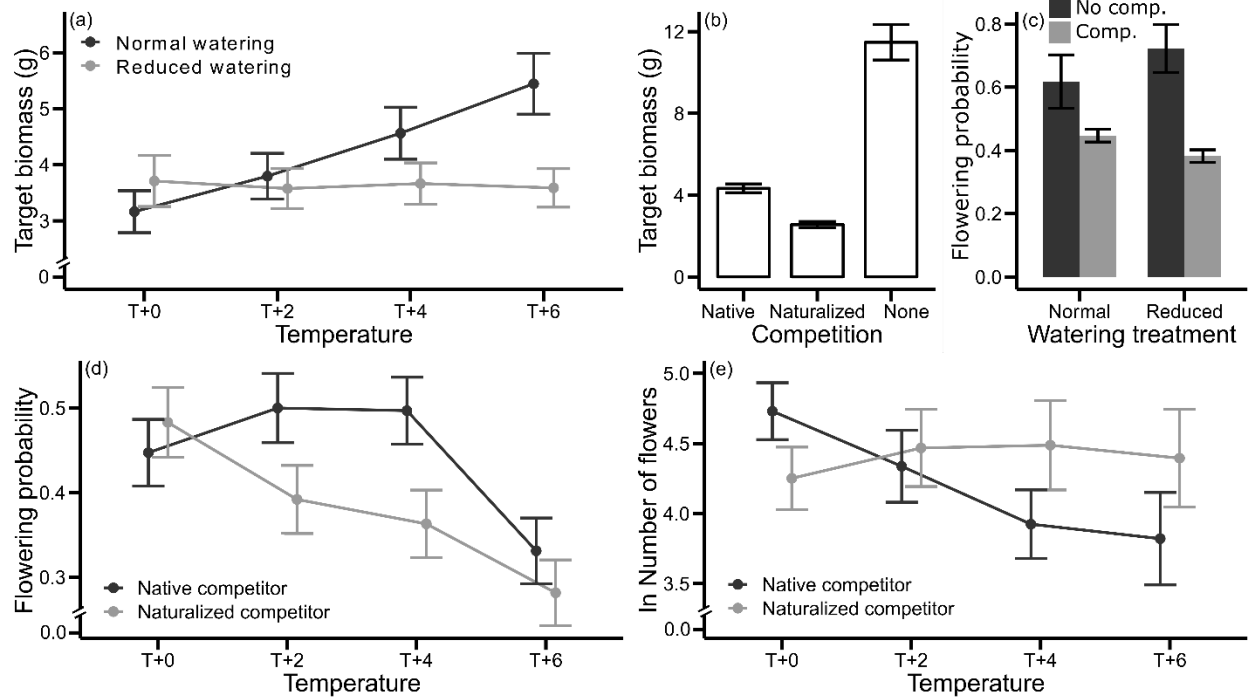 (a)
Normal watering
Reduced watering
Target biomass (g)
6
5
4
3
0
T+0 T+2 T+4 T+6
Temperature
(b)
Target biomass (g)
12
8
4
0
Native Naturalized None
Competition
(c)
No comp.
Comp.
Flowering probability
0.8
0.6
0.4
0.2
0.0
Normal Reduced
Watering treatment
(d)
Flowering probability
0.5
0.4
0.3
0.0
Native competitor
Naturalized competitor
T+0 T+2 T+4 T+6
Temperature
(e)
ln Number of flowers
5.0
4.5
4.0
3.5
0.0
Native competitor
Naturalized competitor
T+0 T+2 T+4 T+6
Temperature